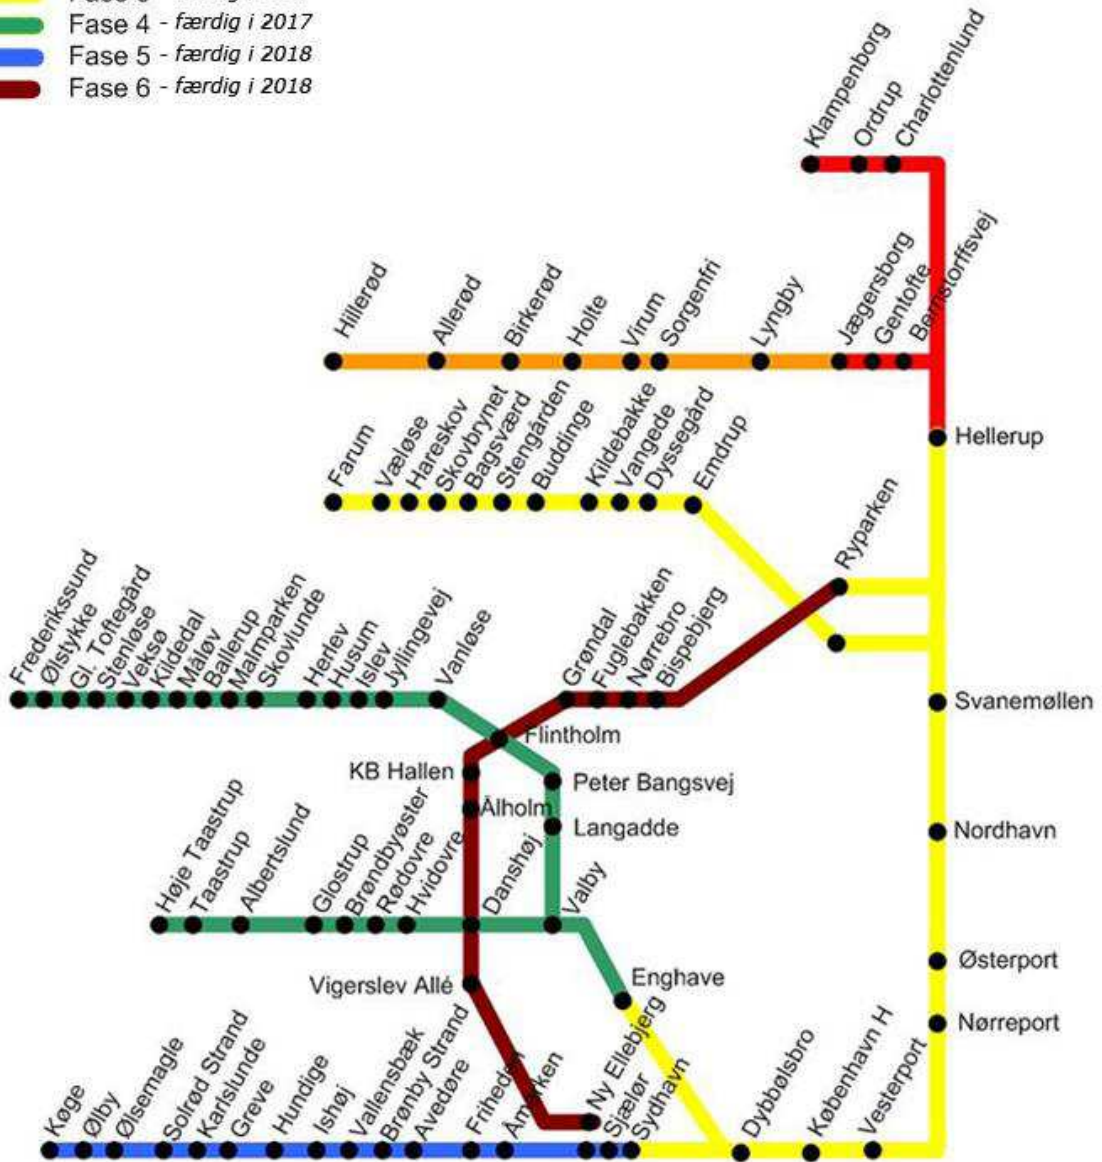 Fase 4 - færdig i 2017
Fase 5 - færdig i 2018
Fase 6 - færdig i 2018
Klampenborg
Ordrup
Charlottenlund
Hillerød
Allerød
Birkerød
Holte
Virum
Sorgenfri
Lyngby
Jægersborg
Gentofte
Bernstorffsvej
Hellerup
Farum
Væløse
Hareskov
Skovbrynet
Bagsværd
Stengården
Buddinge
Kildebakke
Vangede
Dyssegård
Emdrup
Ryparken
Frederikssund
Ølstykke
Gl. Toftegård
Stenløse
Veksø
Kildedal
Måløv
Ballerup
Malmparken
Skovlunde
Herlev
Husum
Islev
Jyllingevej
Vanløse
Grøndal
Fuglebakken
Nørrebro
Bispebjerg
Svanemøllen
Flintholm
KB Hallen
Peter Bangsvej
Ålholm
Langadde
Nordhavn
Høje Taastrup
Taastrup
Albertslund
Glostrup
Brøndbyøster
Rødovre
Hvidovre
Danshøj
Valby
Østerport
Vigerslev Allé
Enghave
Nørreport
Køge
Ølby
Ølsemagle
Solrød Strand
Karlslunde
Greve
Hundige
Ishøj
Vallensbæk
Brønby Strand
Avedøre
Friheden
Ny Ellebjerg
Sjælør
Sydhavn
Dybbølsbro
København H
Vesterport